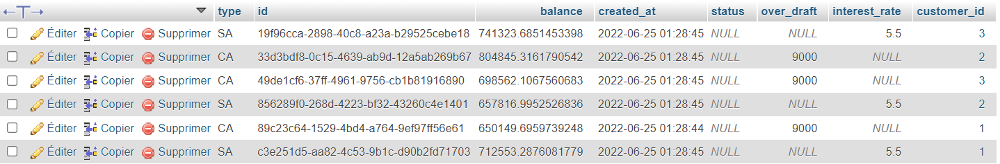 type id balance created_at status over_draft interest_rate customer_id
Éditer Copier Supprimer SA 19f96cca-2898-40c8-a23a-b29525cebe18 741323.6851453398 2022-06-25 01:28:45 NULL NULL 5.5 3
Éditer Copier Supprimer CA 33d3bdf8-0c15-4639-ab9d-12a5ab269b67 804845.3161790542 2022-06-25 01:28:45 NULL 9000 NULL 2
Éditer Copier Supprimer CA 49de1cf6-37ff-4961-9756-cb1b81916890 698562.1067560683 2022-06-25 01:28:45 NULL 9000 NULL 3
Éditer Copier Supprimer SA 856289f0-268d-4223-bf32-43260c4e1401 657816.9952526836 2022-06-25 01:28:45 NULL NULL 5.5 2
Éditer Copier Supprimer CA 89c23c64-1529-4bd4-a764-9ef97ff56e61 650149.6959739248 2022-06-25 01:28:44 NULL 9000 NULL 1
Éditer Copier Supprimer SA c3e251d5-aa82-4c53-9b1c-d90b2fd71703 712553.2876081779 2022-06-25 01:28:45 NULL NULL 5.5 1